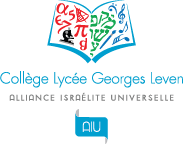 Collège Lycée Georges Leven
ALLIANCE ISRAÉLITE UNIVERSELLE
AIU